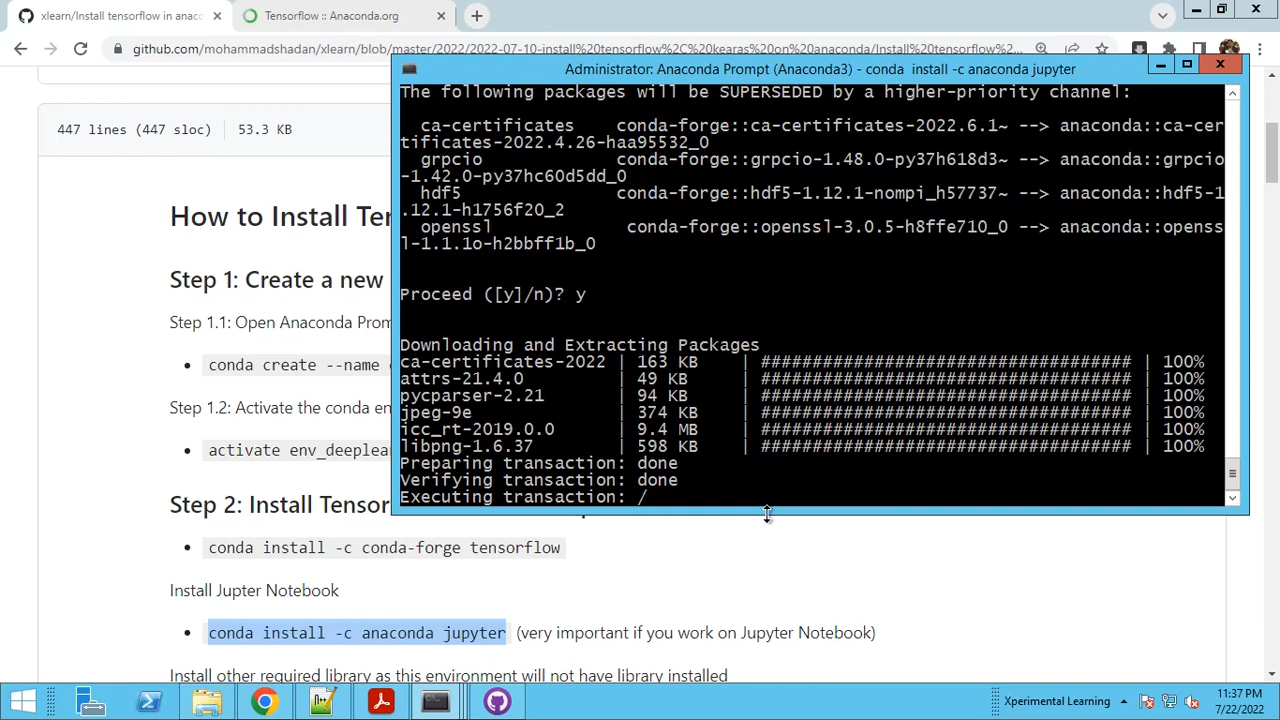 xlearn/Install tensorflow in anaco
Tensorflow :: Anaconda.org
github.com/mohammadshadan/xlearn/blob/master/2022/2022-07-10-install%20tensorflow%2C%20kearas%20on%20anaconda/Install%20tensorflow%2...
447 lines (447 sloc)
53.3 KB
How to Install Ten
Step 1: Create a new
Step 1.1: Open Anaconda Prom
conda create --name e
Step 1.2: Activate the conda en
activate env_deeplear
Step 2: Install Tensor
conda install -c conda-forge tensorflow
Install Jupter Notebook
conda install -c anaconda jupyter (very important if you work on Jupyter Notebook)
Install other required library as this environment will not have library installed
Administrator: Anaconda Prompt (Anaconda3) - conda install -c anaconda jupyter
The following packages will be SUPERSEDED by a higher-priority channel:
ca-certificates conda-forge::ca-certificates-2022.6.1~ --> anaconda::ca-cer
tificates-2022.4.26-haa95532_0
grpcio conda-forge::grpcio-1.48.0-py37h618d3~ --> anaconda::grpcio
-1.42.0-py37hc60d5dd_0
hdf5 conda-forge::hdf5-1.12.1-nompi_h57737~ --> anaconda::hdf5-1
.12.1-h1756f20_2
openssl conda-forge::openssl-3.0.5-h8ffe710_0 --> anaconda::openss
l-1.1.1o-h2bbff1b_0
Proceed ([y]/n)? y
Downloading and Extracting Packages
ca-certificates-2022 | 163 KB | #################################### | 100%
attrs-21.4.0 | 49 KB | #################################### | 100%
pycparser-2.21 | 94 KB | #################################### | 100%
jpeg-9e | 374 KB | #################################### | 100%
icc_rt-2019.0.0 | 9.4 MB | #################################### | 100%
libpng-1.6.37 | 598 KB | #################################### | 100%
Preparing transaction: done
Verifying transaction: done
Executing transaction: /
Xperimental Learning
11:37 PM
7/22/2022